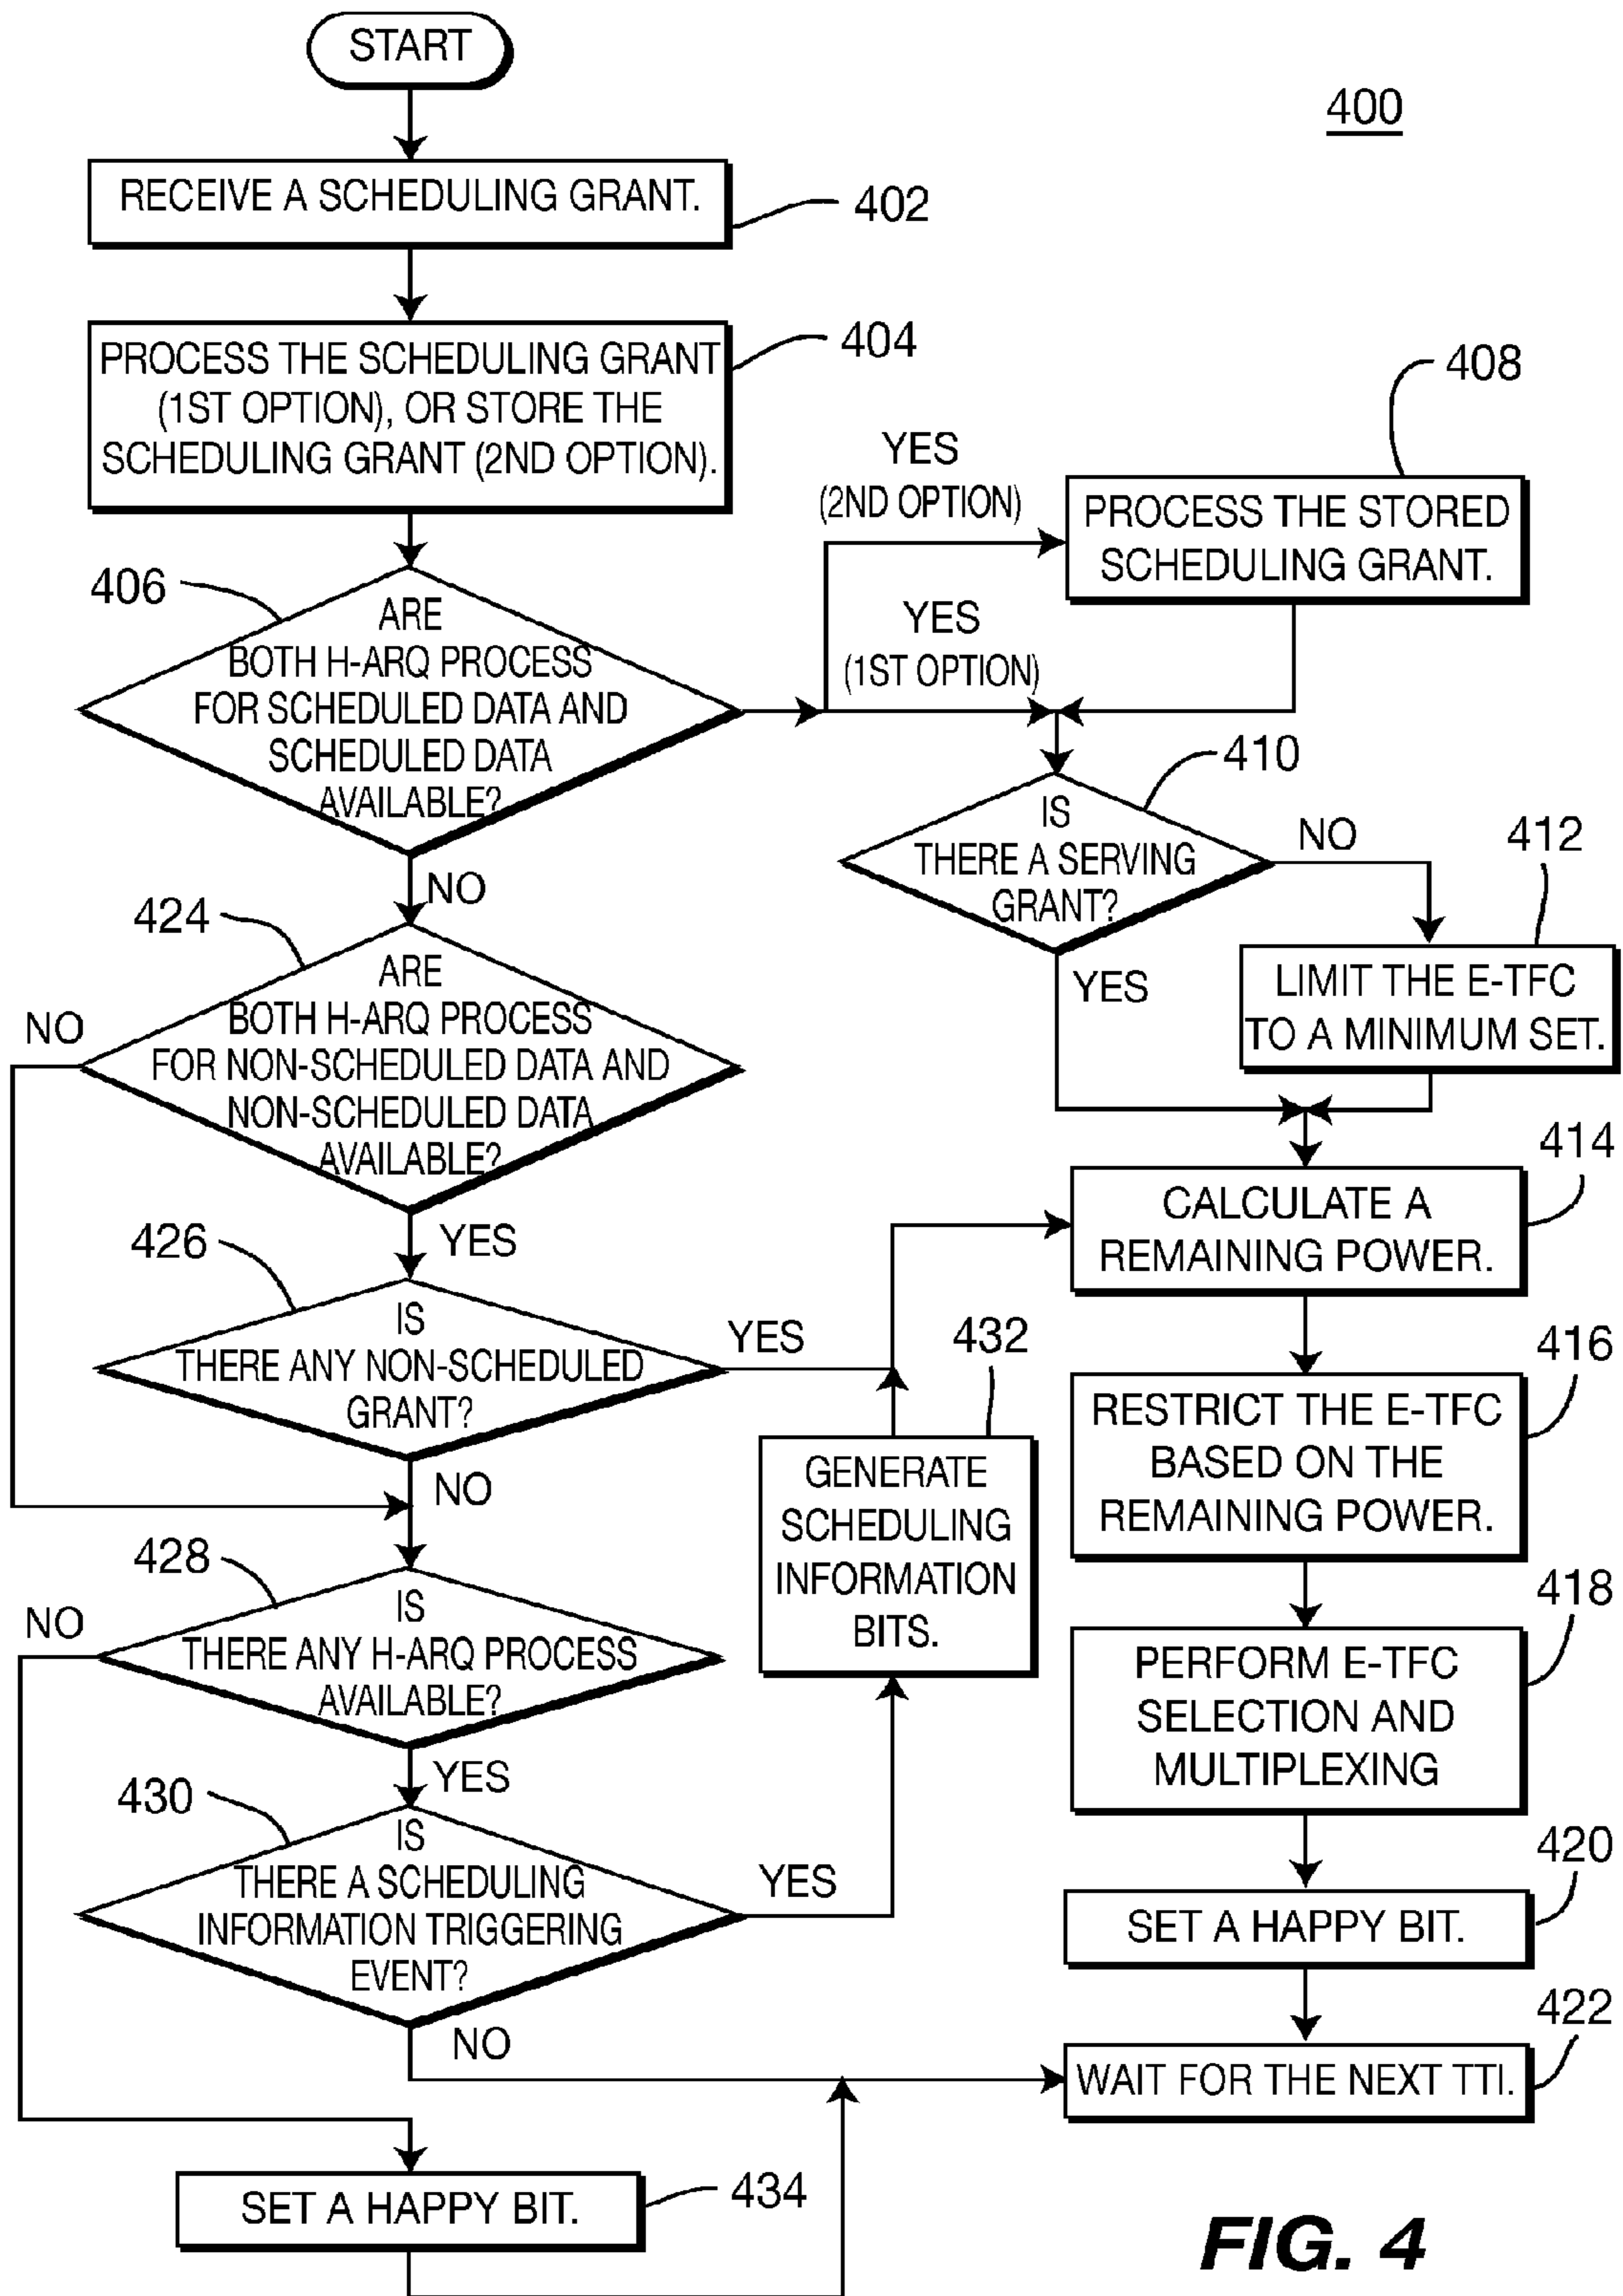 START
400
RECEIVE A SCHEDULING GRANT.
402
PROCESS THE SCHEDULING GRANT
(1ST OPTION), OR STORE THE
SCHEDULING GRANT (2ND OPTION).
404
406
ARE
BOTH H-ARQ PROCESS
FOR SCHEDULED DATA AND
SCHEDULED DATA
AVAILABLE?
YES
(2ND OPTION)
YES
(1ST OPTION)
408
PROCESS THE STORED
SCHEDULING GRANT.
410
IS
THERE A SERVING
GRANT?
NO
YES
412
LIMIT THE E-TFC
TO A MINIMUM SET.
NO
424
ARE
BOTH H-ARQ PROCESS
FOR NON-SCHEDULED DATA AND
NON-SCHEDULED DATA
AVAILABLE?
NO
YES
414
CALCULATE A
REMAINING POWER.
426
IS
THERE ANY NON-SCHEDULED
GRANT?
YES
NO
432
GENERATE
SCHEDULING
INFORMATION
BITS.
416
RESTRICT THE E-TFC
BASED ON THE
REMAINING POWER.
428
IS
THERE ANY H-ARQ PROCESS
AVAILABLE?
NO
YES
418
PERFORM E-TFC
SELECTION AND
MULTIPLEXING
430
IS
THERE A SCHEDULING
INFORMATION TRIGGERING
EVENT?
YES
NO
420
SET A HAPPY BIT.
422
WAIT FOR THE NEXT TTI.
SET A HAPPY BIT.
434
FIG. 4